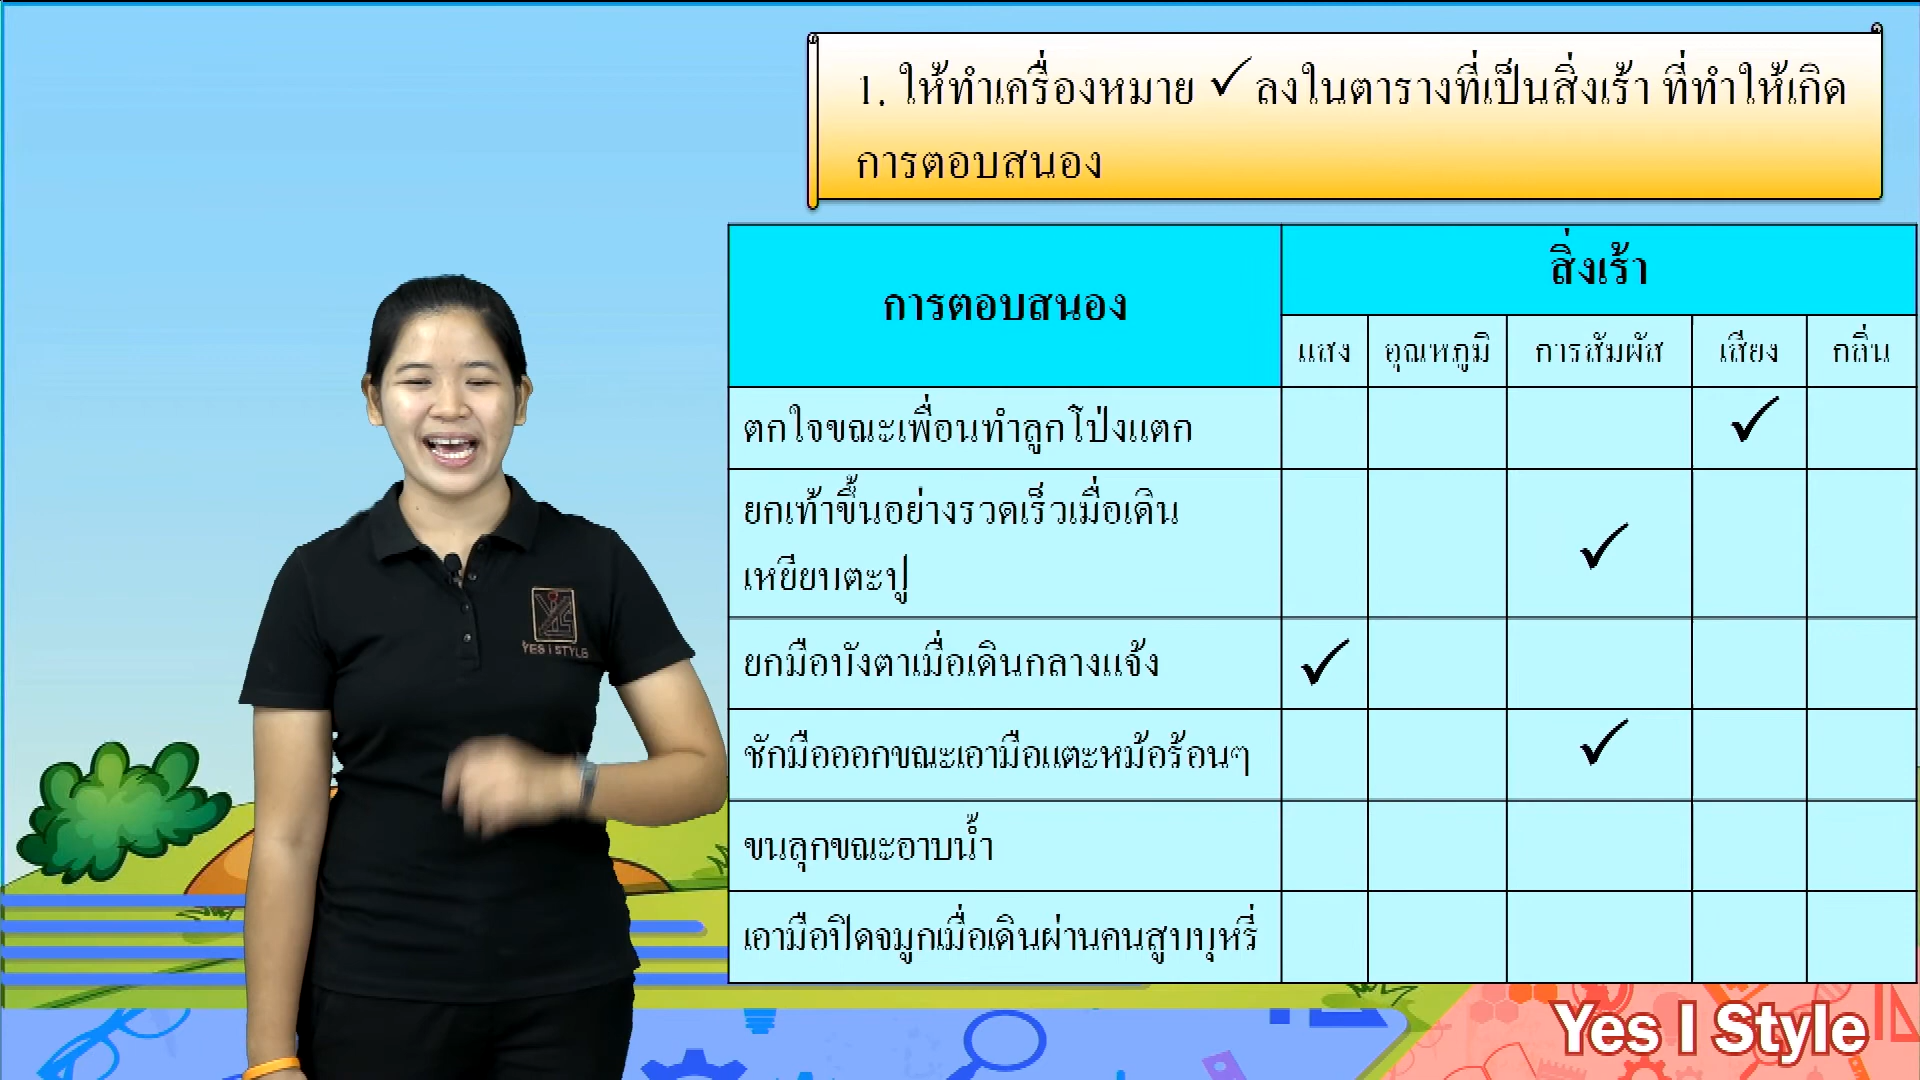 1. ให้ทำเครื่องหมาย ✓ ลงในตารางที่เป็นสิ่งเร้า ที่ทำให้เกิด
การตอบสนอง
การตอบสนอง
สิ่งเร้า
แสง อุณหภูมิ การสัมผัส เสียง กลิ่น
ตกใจขณะเพื่อนทำลูกโป่งแตก ✓
ยกเท้าขึ้นอย่างรวดเร็วเมื่อเดิน
เหยียบตะปู ✓
ยกมือบังตาเมื่อเดินกลางแจ้ง ✓
ชักมือออกขณะเอามือแตะหม้อร้อนๆ ✓
ขนลุกขณะอาบน้ำ
เอามือปิดจมูกเมื่อเดินผ่านคนสูบบุหรี่
YES I STYLE
Yes I Style